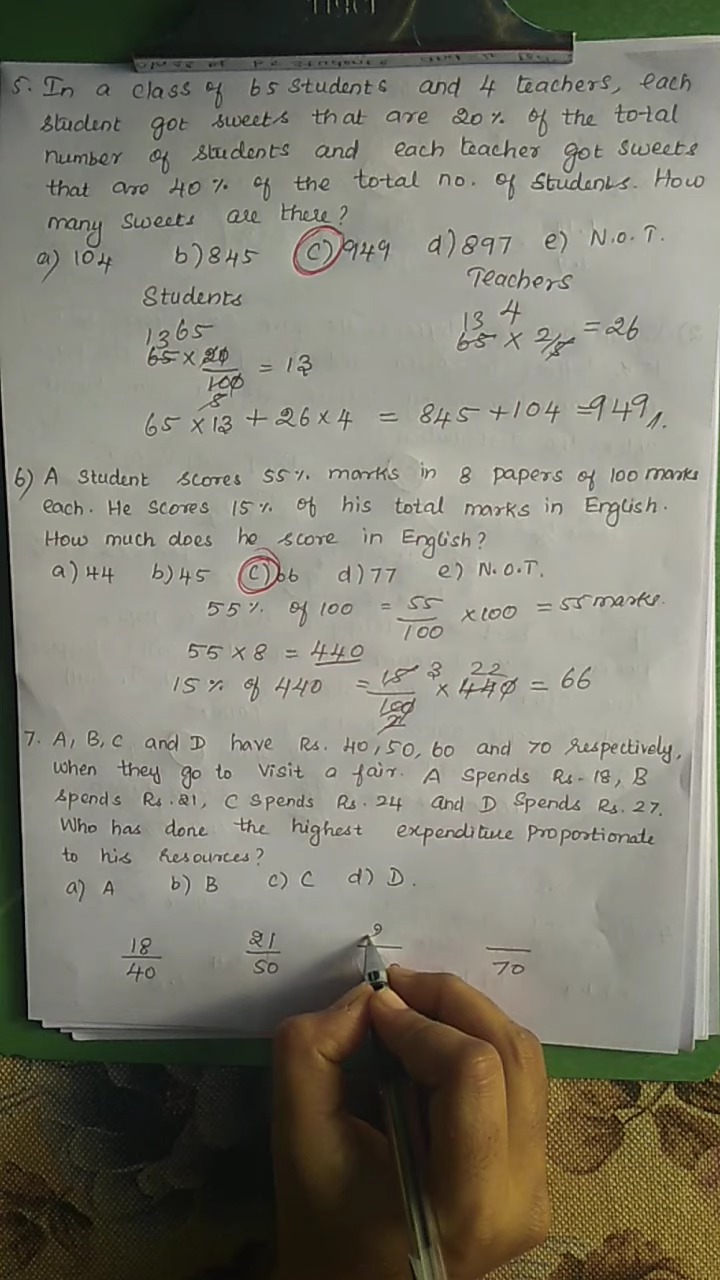 5. In a class of 65 students and 4 teachers, each
student got sweets that are 20% of the total
number of students and each teacher got sweets
that are 40% of the total no. of students. How
many sweets are there?
a) 104 b) 845 c) 949 d) 897 e) N.O.T.
Students Teachers
13 65 13 4
65 × 20/100 = 13 65 × 2/5 = 26
5
65 × 13 + 26 × 4 = 845 + 104 = 949
6) A student scores 55% marks in 8 papers of 100 marks
each. He scores 15% of his total marks in English.
How much does he score in English?
a) 44 b) 45 c) 66 d) 77 e) N.O.T.
55% of 100 = 55/100 × 100 = 55 marks.
55 × 8 = 440
15% of 440 = 15/100 3 × 440 22 = 66
2
7. A, B, C and D have Rs. 40, 50, 60 and 70 respectively,
when they go to visit a fair. A spends Rs. 18, B
spends Rs. 21, C spends Rs. 24 and D spends Rs. 27.
Who has done the highest expenditure proportionate
to his resources?
a) A b) B c) C d) D.
18/40 21/50 70